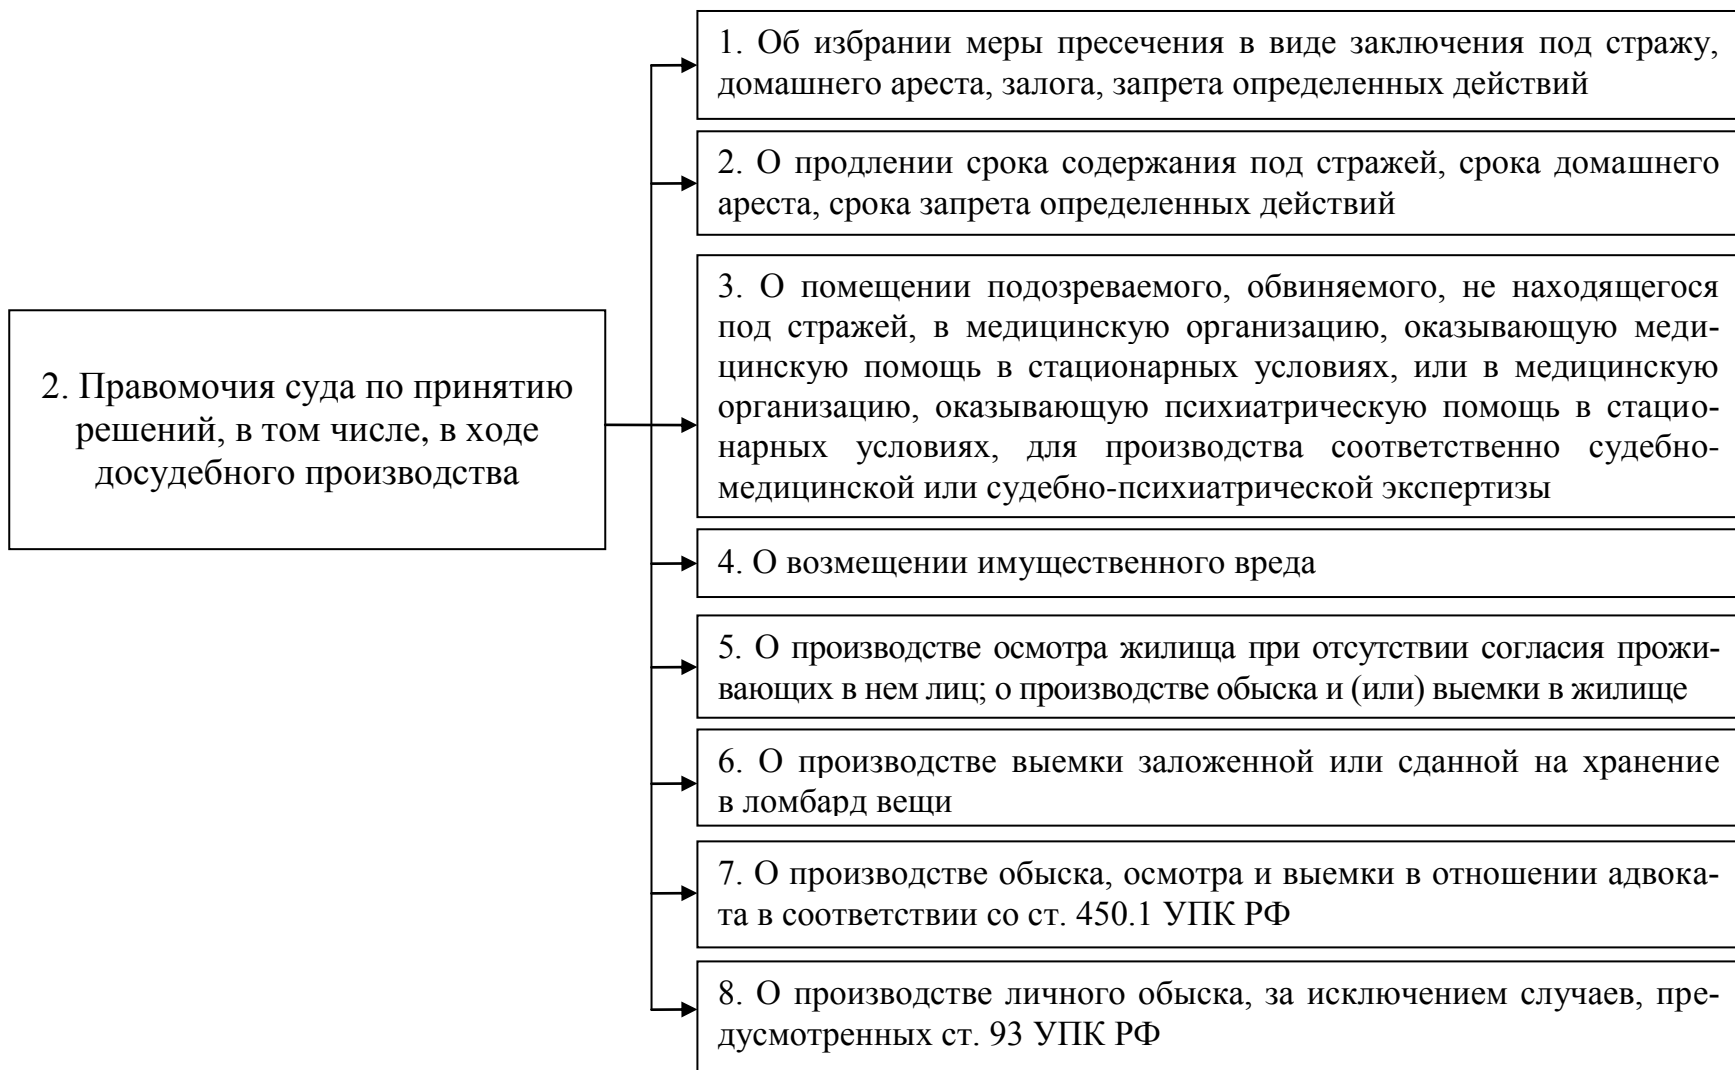 2. Правомочия суда по принятию
решений, в том числе, в ходе
досудебного производства
1. Об избрании меры пресечения в виде заключения под стражу,
домашнего ареста, залога, запрета определенных действий
2. О продлении срока содержания под стражей, срока домашнего
ареста, срока запрета определенных действий
3. О помещении подозреваемого, обвиняемого, не находящегося
под стражей, в медицинскую организацию, оказывающую меди-
цинскую помощь в стационарных условиях, или в медицинскую
организацию, оказывающую психиатрическую помощь в стацио-
нарных условиях, для производства соответственно судебно-
медицинской или судебно-психиатрической экспертизы
4. О возмещении имущественного вреда
5. О производстве осмотра жилища при отсутствии согласия прожи-
вающих в нем лиц; о производстве обыска и (или) выемки в жилище
6. О производстве выемки заложенной или сданной на хранение
в ломбард вещи
7. О производстве обыска, осмотра и выемки в отношении адвока-
та в соответствии со ст. 450.1 УПК РФ
8. О производстве личного обыска, за исключением случаев, пре-
дусмотренных ст. 93 УПК РФ